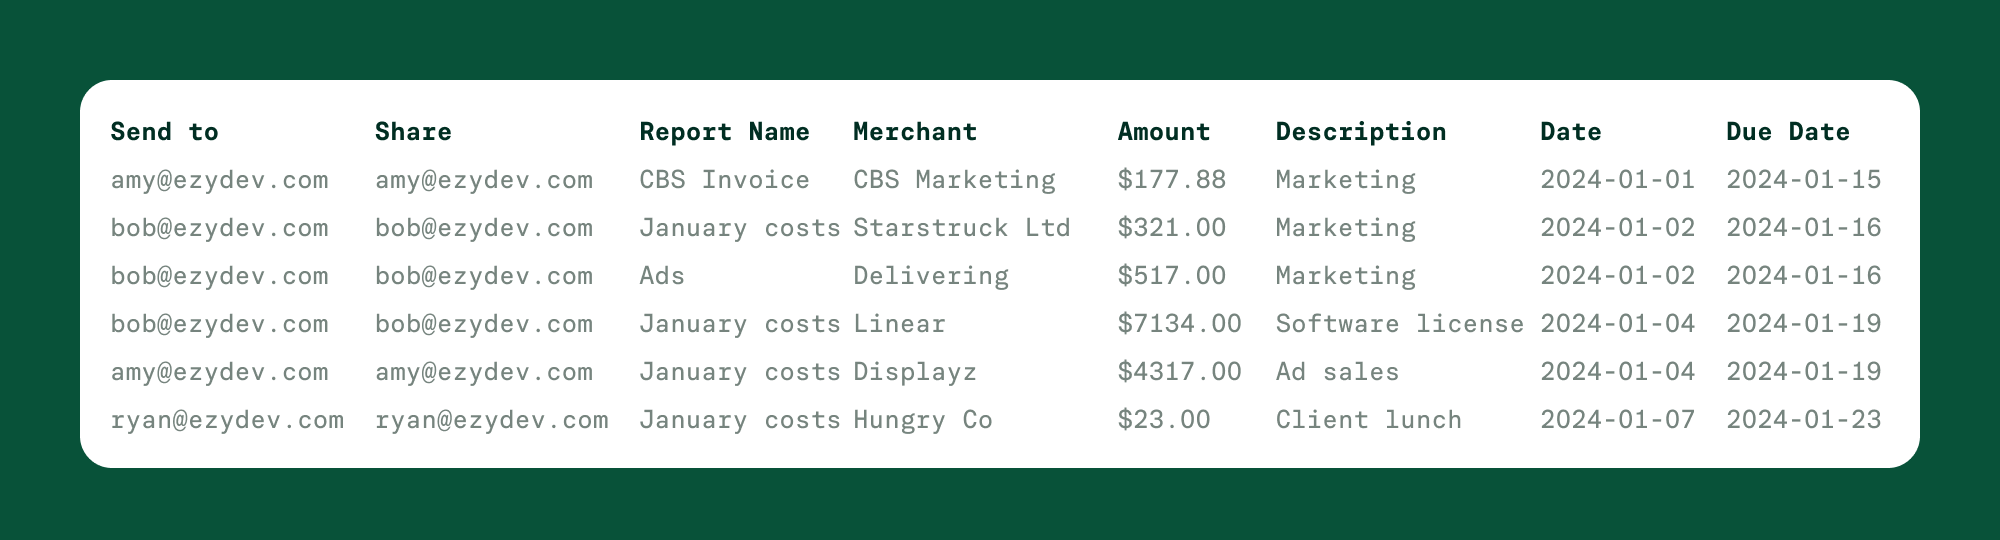 Send to Share Report Name Merchant Amount Description Date Due Date
amy@ezydev.com amy@ezydev.com CBS Invoice CBS Marketing $177.88 Marketing 2024-01-01 2024-01-15
bob@ezydev.com bob@ezydev.com January costs Starstruck Ltd $321.00 Marketing 2024-01-02 2024-01-16
bob@ezydev.com bob@ezydev.com Ads Delivering $517.00 Marketing 2024-01-02 2024-01-16
bob@ezydev.com bob@ezydev.com January costs Linear $7134.00 Software license 2024-01-04 2024-01-19
amy@ezydev.com amy@ezydev.com January costs Displayz $4317.00 Ad sales 2024-01-04 2024-01-19
ryan@ezydev.com ryan@ezydev.com January costs Hungry Co $23.00 Client lunch 2024-01-07 2024-01-23